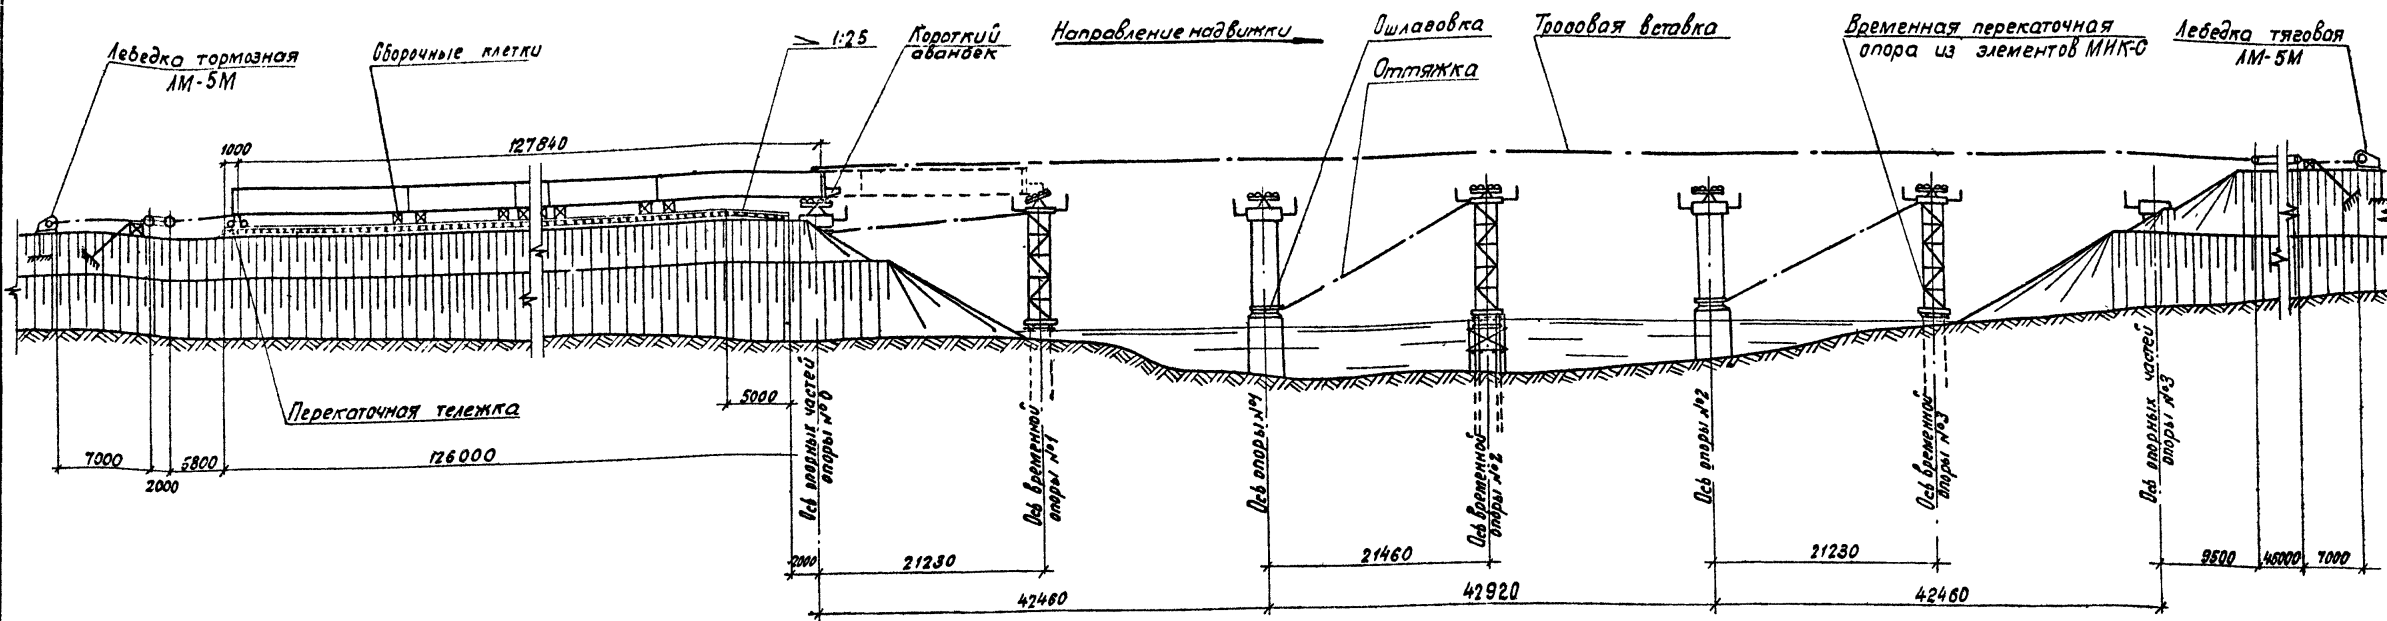 Лебедка тормозная
ЛМ-5М
Сборочные клетки
1:25
Короткий
аванбек
Направление надвижки
Ошлаговка
Оттяжка
Тросовая вставка
Временная перекаточная
опора из элементов МИК-С
Лебедка тяговая
ЛМ-5М
1000
127840
Перекаточная тележка
5000
7000
2000
5800
126000
Ось опорных частей
опоры №0
Ось временной
опоры №1
Ось опоры №1
Ось временной
опоры №2
Ось опоры №2
Ось временной
опоры №3
Ось опорных частей
опоры №3
2000
21230
21460
21230
9500
45000
7000
42460
42920
42460